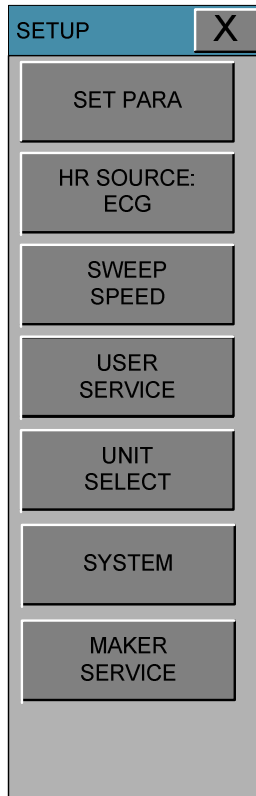 SETUP
X
SET PARA
HR SOURCE:
ECG
SWEEP
SPEED
USER
SERVICE
UNIT
SELECT
SYSTEM
MAKER
SERVICE